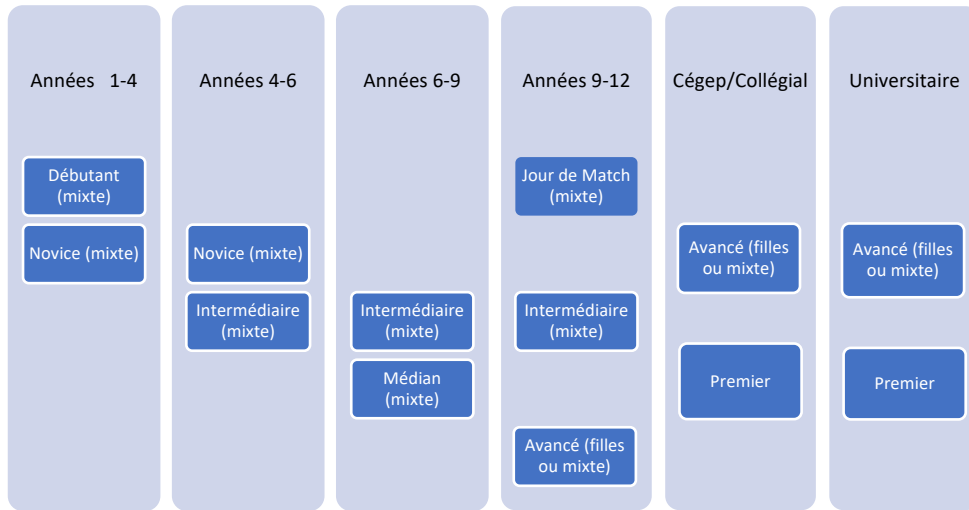 Années 1-4
Débutant
(mixte)
Novice (mixte)
Années 4-6
Novice (mixte)
Intermédiaire
(mixte)
Années 6-9
Intermédiaire
(mixte)
Médian
(mixte)
Années 9-12
Jour de Match
(mixte)
Intermédiaire
(mixte)
Avancé (filles
ou mixte)
Cégep/Collégial
Avancé (filles
ou mixte)
Premier
Universitaire
Avancé (filles
ou mixte)
Premier